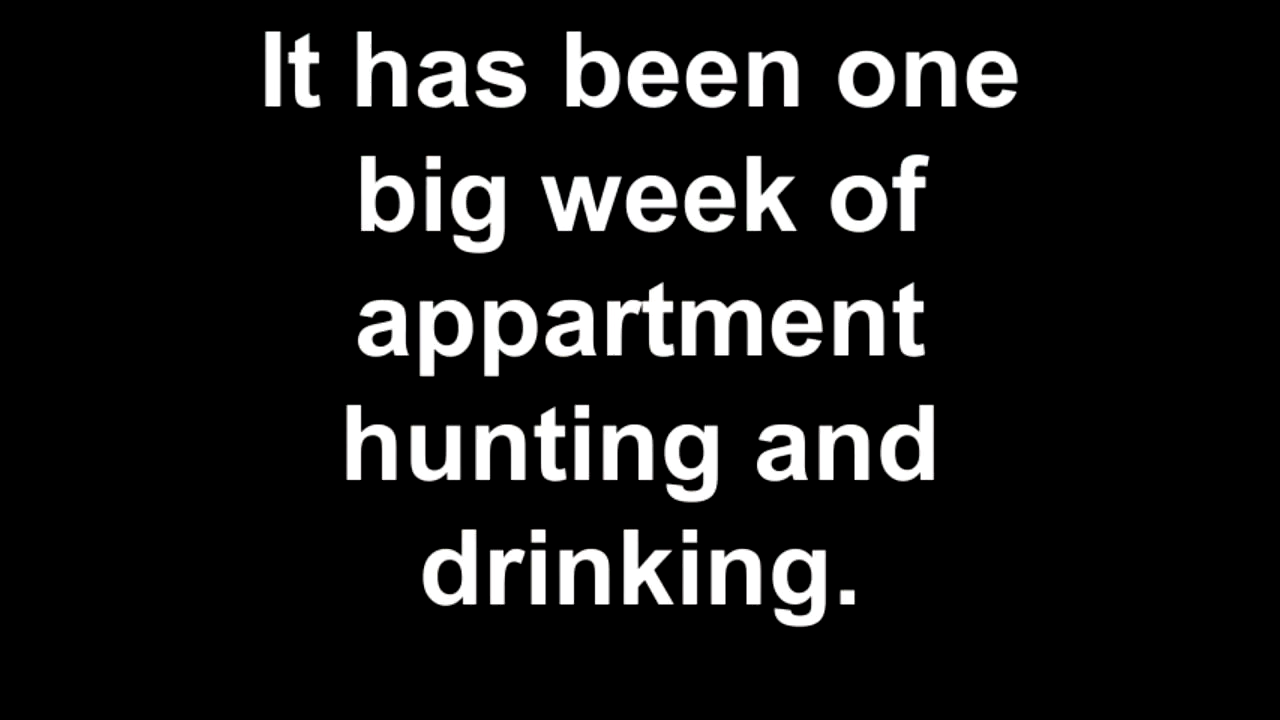 It has been one
big week of
appartment
hunting and
drinking.